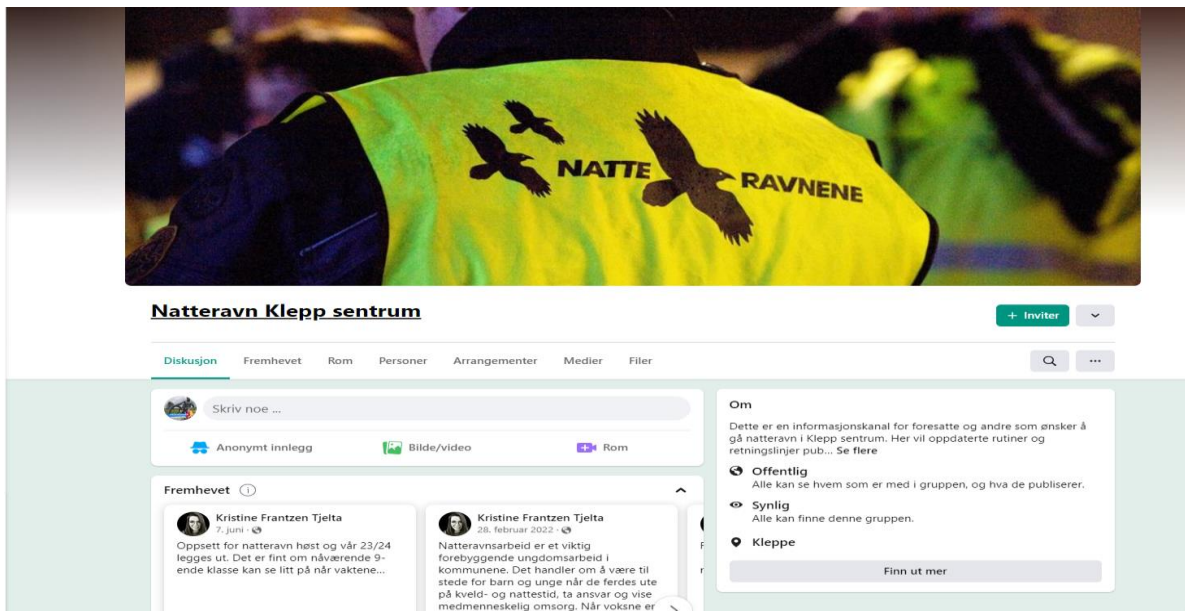 NATTE RAVNENE
Natteravn Klepp sentrum
+ Inviter
Diskusjon Fremhevet Rom Personer Arrangementer Medier Filer
Skriv noe ...
Anonymt innlegg Bilde/video Rom
Fremhevet
Kristine Frantzen Tjelta
7. juni ·
Oppsett for natteravn høst og vår 23/24
legges ut. Det er fint om nåværende 9-
ende klasse kan se litt på når vaktene...
Kristine Frantzen Tjelta
28. februar 2022 ·
Natteravnsarbeid er et viktig
forebyggende ungdomsarbeid i
kommunene. Det handler om å være til
stede for barn og unge når de ferdes ute
på kveld- og nattestid, ta ansvar og vise
medmenneskelig omsorg. Når voksne er
Om
Dette er en informasjonskanal for foresatte og andre som ønsker å
gå natteravn i Klepp sentrum. Her vil oppdaterte rutiner og
retningslinjer pub... Se flere
Offentlig
Alle kan se hvem som er med i gruppen, og hva de publiserer.
Synlig
Alle kan finne denne gruppen.
Kleppe
Finn ut mer